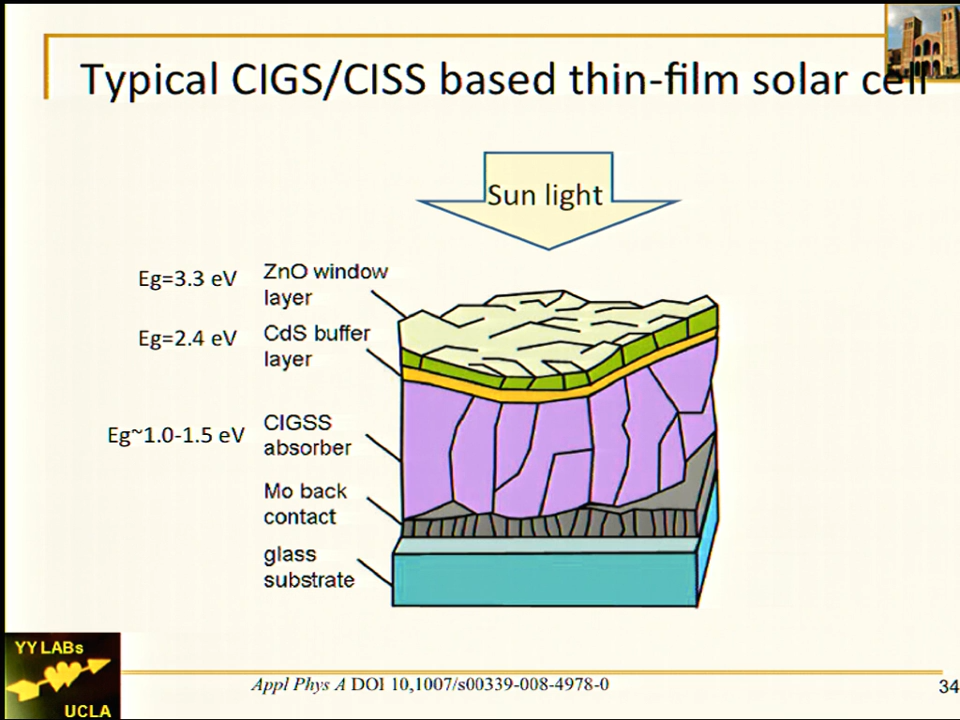 Typical CIGS/CISS based thin-film solar cell
Sun light
Eg=3.3 eV
ZnO window
layer
Eg=2.4 eV
CdS buffer
layer
Eg~1.0-1.5 eV
CIGSS
absorber
Mo back
contact
glass
substrate
YY LABs
UCLA
Appl Phys A DOI 10,1007/s00339-008-4978-0
34